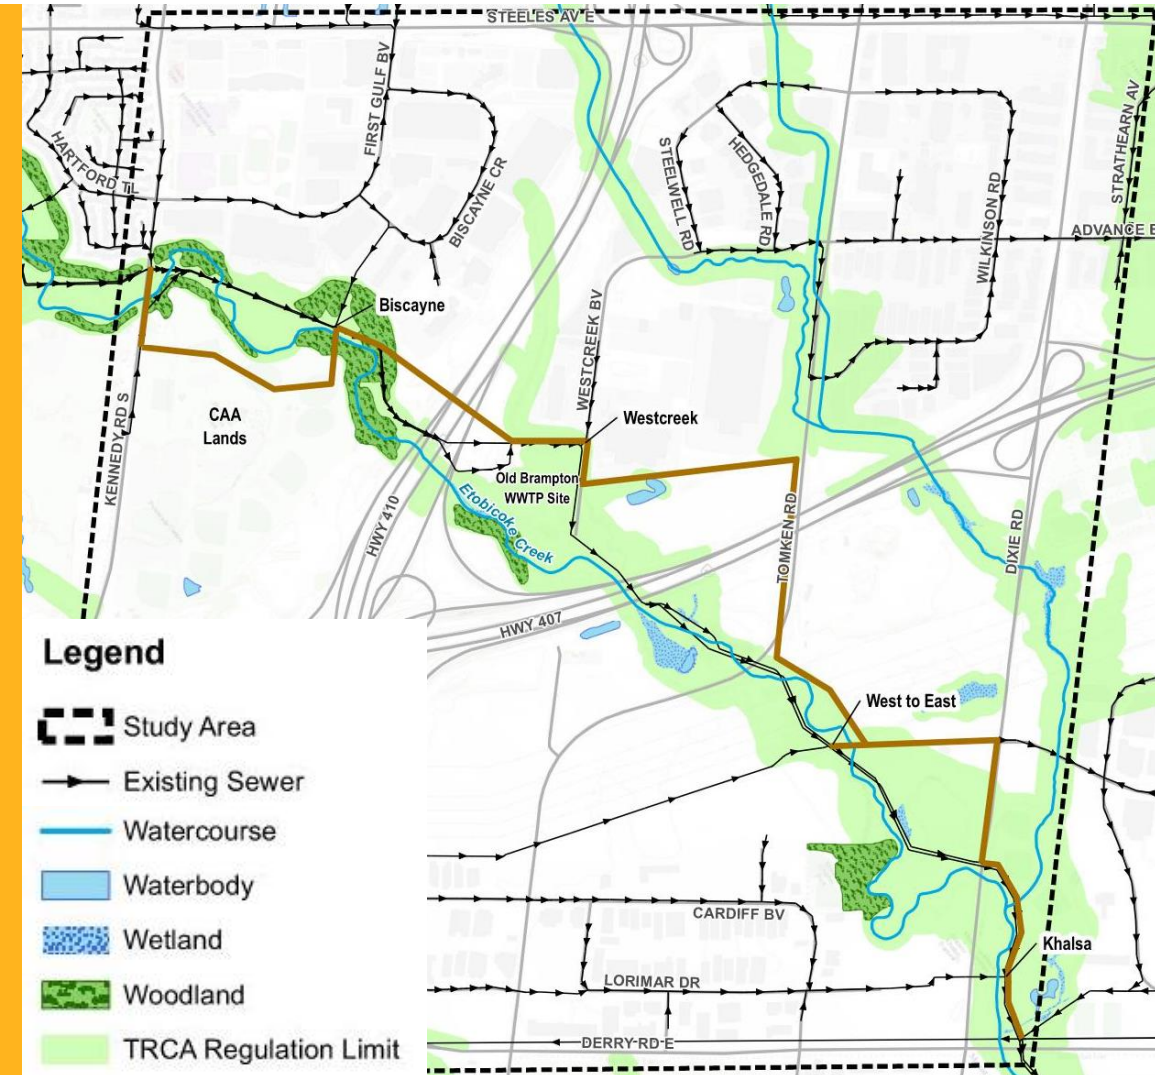 STEELES AV E
FIRST GULF BV
STRATHEARN AV
HARTFORD TL
STEELWELL RD
HEDGEDALE RD
BISCAYNE CR
WILKINSON RD
ADVANCE B
Biscayne
WESTCREEK BV
CAA
Lands
Westcreek
KENNEDY RD S
Old Brampton
WWTP Site
Etobicoke Creek
HWY 410
TOMKEN RD
DIXIE RD
HWY 407
West to East
CARDIFF BV
Khalsa
LORIMAR DR
DERRY RD E
Legend
Study Area
Existing Sewer
Watercourse
Waterbody
Wetland
Woodland
TRCA Regulation Limit